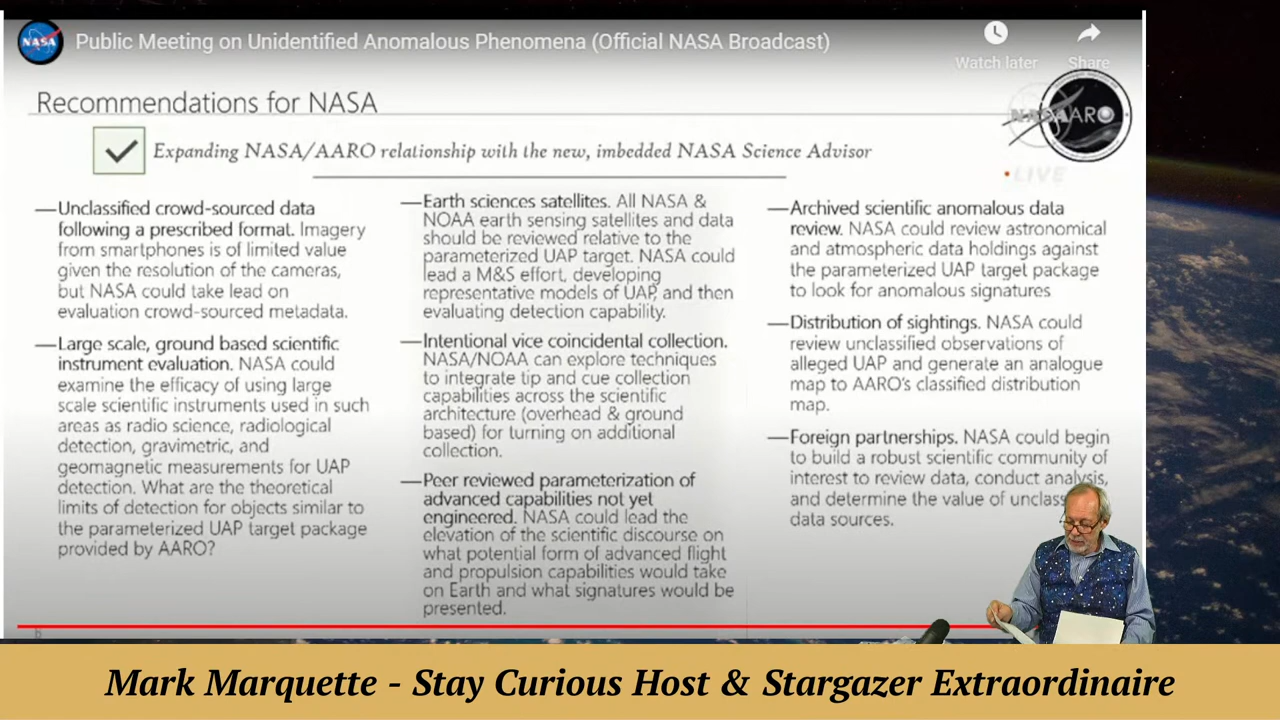 NASA
Public Meeting on Unidentified Anomalous Phenomena (Official NASA Broadcast)
Watch later
Share
Recommendations for NASA
NASA
AARO
LIVE
Expanding NASA/AARO relationship with the new, imbedded NASA Science Advisor
—Unclassified crowd-sourced data
following a prescribed format. Imagery
from smartphones is of limited value
given the resolution of the cameras,
but NASA could take lead on
evaluation crowd-sourced metadata.
—Large scale, ground based scientific
instrument evaluation. NASA could
examine the efficacy of using large
scale scientific instruments used in such
areas as radio science, radiological
detection, gravimetric, and
geomagnetic measurements for UAP
detection. What are the theoretical
limits of detection for objects similar to
the parameterized UAP target package
provided by AARO?
—Earth sciences satellites. All NASA &
NOAA earth sensing satellites and data
should be reviewed relative to the
parameterized UAP target. NASA could
lead a M&S effort, developing
representative models of UAP, and then
evaluating detection capability.
—Intentional vice coincidental collection.
NASA/NOAA can explore techniques
to integrate tip and cue collection
capabilities across the scientific
architecture (overhead & ground
based) for turning on additional
collection.
—Peer reviewed parameterization of
advanced capabilities not yet
engineered. NASA could lead the
elevation of the scientific discourse on
what potential form of advanced flight
and propulsion capabilities would take
on Earth and what signatures would be
presented.
—Archived scientific anomalous data
review. NASA could review astronomical
and atmospheric data holdings against
the parameterized UAP target package
to look for anomalous signatures
—Distribution of sightings. NASA could
review unclassified observations of
alleged UAP and generate an analogue
map to AARO's classified distribution
map.
—Foreign partnerships. NASA could begin
to build a robust scientific community of
interest to review data, conduct analysis,
and determine the value of unclass
data sources.
6
Mark Marquette - Stay Curious Host & Stargazer Extraordinaire